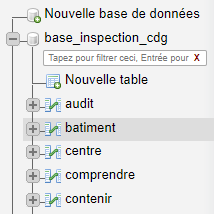 Nouvelle base de données
base_inspection_cdg
Tapez pour filtrer ceci, Entrée pour X
Nouvelle table
audit
batiment
centre
comprendre
contenir